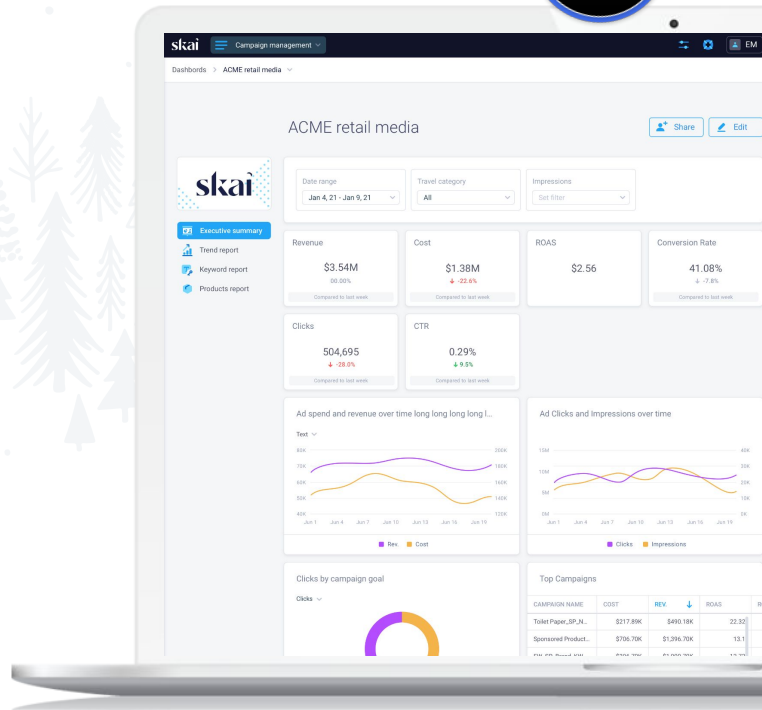 skai
Campaign management
EM
Dashbords > ACME retail media
ACME retail media
Share
Edit
skai
Date range
Jan 4, 21 - Jan 9, 21
Travel category
All
Impressions
Set filter
Executive summary
Trend report
Keyword report
Products report
Revenue
$3.54M
00.00%
Compared to last week
Cost
$1.38M
↓ -22.6%
Compared to last week
ROAS
$2.56
Conversion Rate
41.08%
↓ -7.8%
Compared to last week
Clicks
504,695
↓ -28.0%
Compared to last week
CTR
0.29%
↓ 9.5%
Compared to last week
Ad spend and revenue over time long long long long l...
Text
80K
70K
60K
50K
40K
200K
180K
160K
140K
120K
Jun 1 Jun 4 Jun 7 Jun 10 Jun 13 Jun 16 Jun 19
Rev. Cost
Ad Clicks and Impressions over time
15M
10M
5M
0M
40K
30K
20K
10K
0K
Jun 1 Jun 4 Jun 7 Jun 10 Jun 13 Jun 16 Jun 19
Clicks Impressions
Clicks by campaign goal
Clicks
Top Campaigns
CAMPAIGN NAME COST REV. ↓ ROAS
Toilet Paper_SP_N... $217.89K $490.18K 22.32
Sponsored Product... $706.70K $1,396.70K 13.1